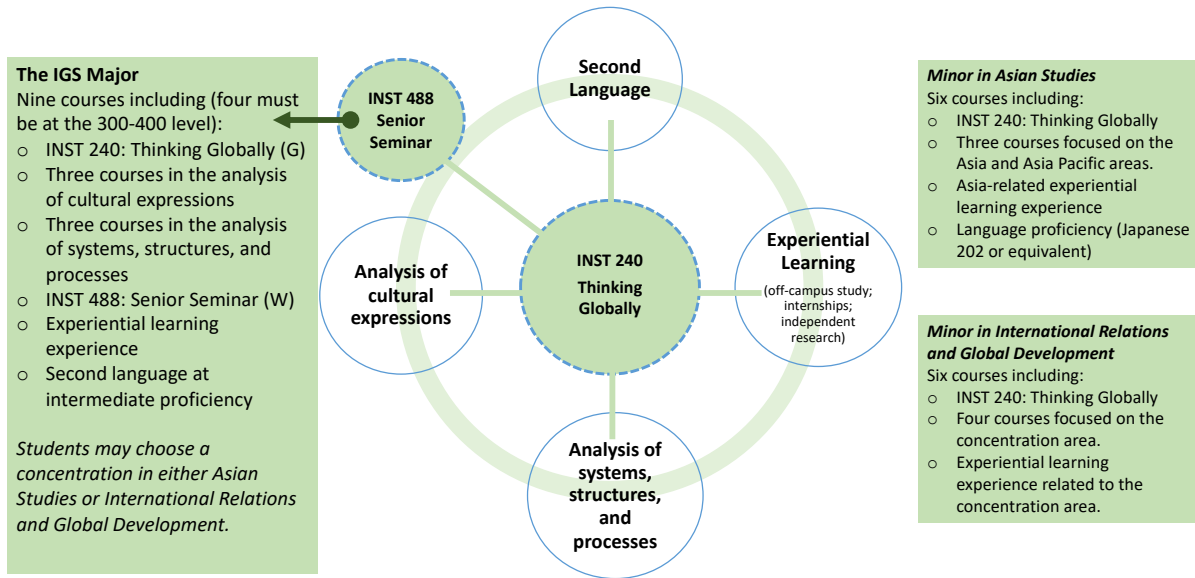 The IGS Major
Nine courses including (four must
be at the 300-400 level):
o INST 240: Thinking Globally (G)
o Three courses in the analysis
of cultural expressions
o Three courses in the analysis
of systems, structures, and
processes
o INST 488: Senior Seminar (W)
o Experiential learning
experience
o Second language at
intermediate proficiency
Students may choose a
concentration in either Asian
Studies or International Relations
and Global Development.
INST 488
Senior
Seminar
Second
Language
Analysis of
cultural
expressions
INST 240
Thinking
Globally
Experiential
Learning
(off-campus study;
internships;
independent
research)
Analysis of
systems,
structures,
and
processes
Minor in Asian Studies
Six courses including:
o INST 240: Thinking Globally
o Three courses focused on the
Asia and Asia Pacific areas.
o Asia-related experiential
learning experience
o Language proficiency (Japanese
202 or equivalent)
Minor in International Relations
and Global Development
Six courses including:
o INST 240: Thinking Globally
o Four courses focused on the
concentration area.
o Experiential learning
experience related to the
concentration area.